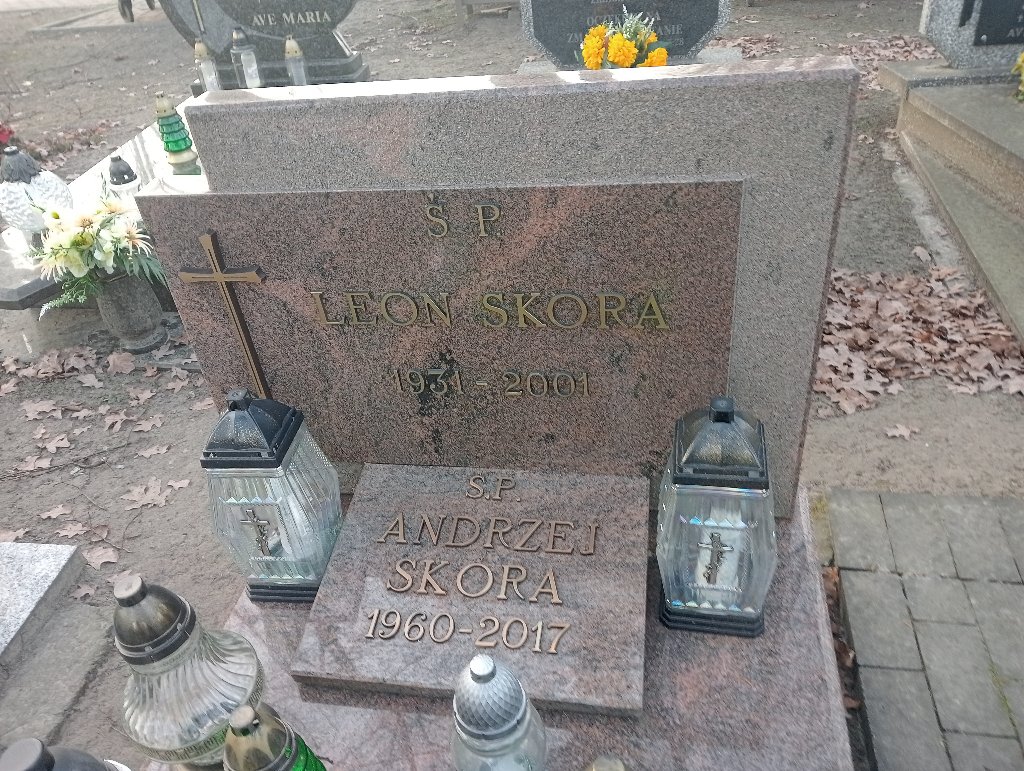 AVE MARIA
Ś P.
LEON SKORA
1931 - 2001
Ś.P.
ANDRZEJ
SKORA
1960-2017